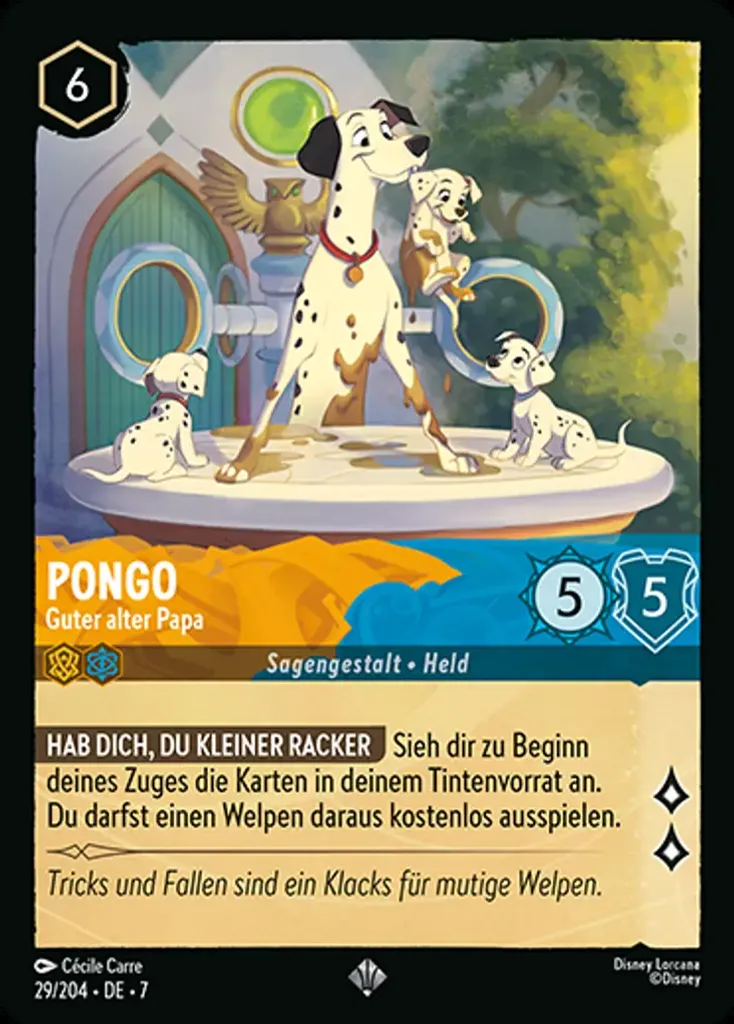 6
PONGO
Guter alter Papa
5 5
Sagengestalt • Held
HAB DICH, DU KLEINER RACKER Sieh dir zu Beginn
deines Zuges die Karten in deinem Tintenvorrat an.
Du darfst einen Welpen daraus kostenlos ausspielen.
Tricks und Fallen sind ein Klacks für mutige Welpen.
Cécile Carre
29/204 • DE • 7
Disney Lorcana
©Disney